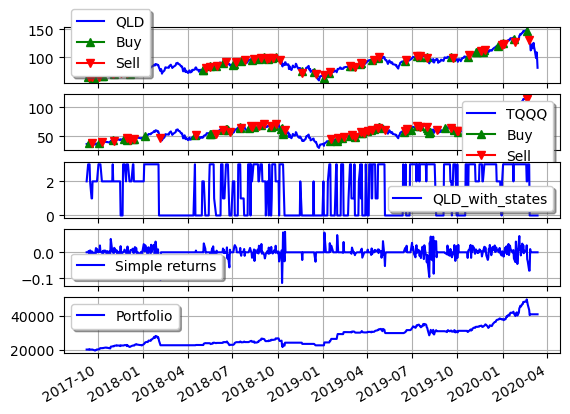 150
100
QLD
Buy
Sell
100
50
TQQQ
Buy
Sell
2
0
QLD_with_states
0.0
−0.1
Simple returns
40000
20000
Portfolio
2017-10
2018-01
2018-04
2018-07
2018-10
2019-01
2019-04
2019-07
2019-10
2020-01
2020-04